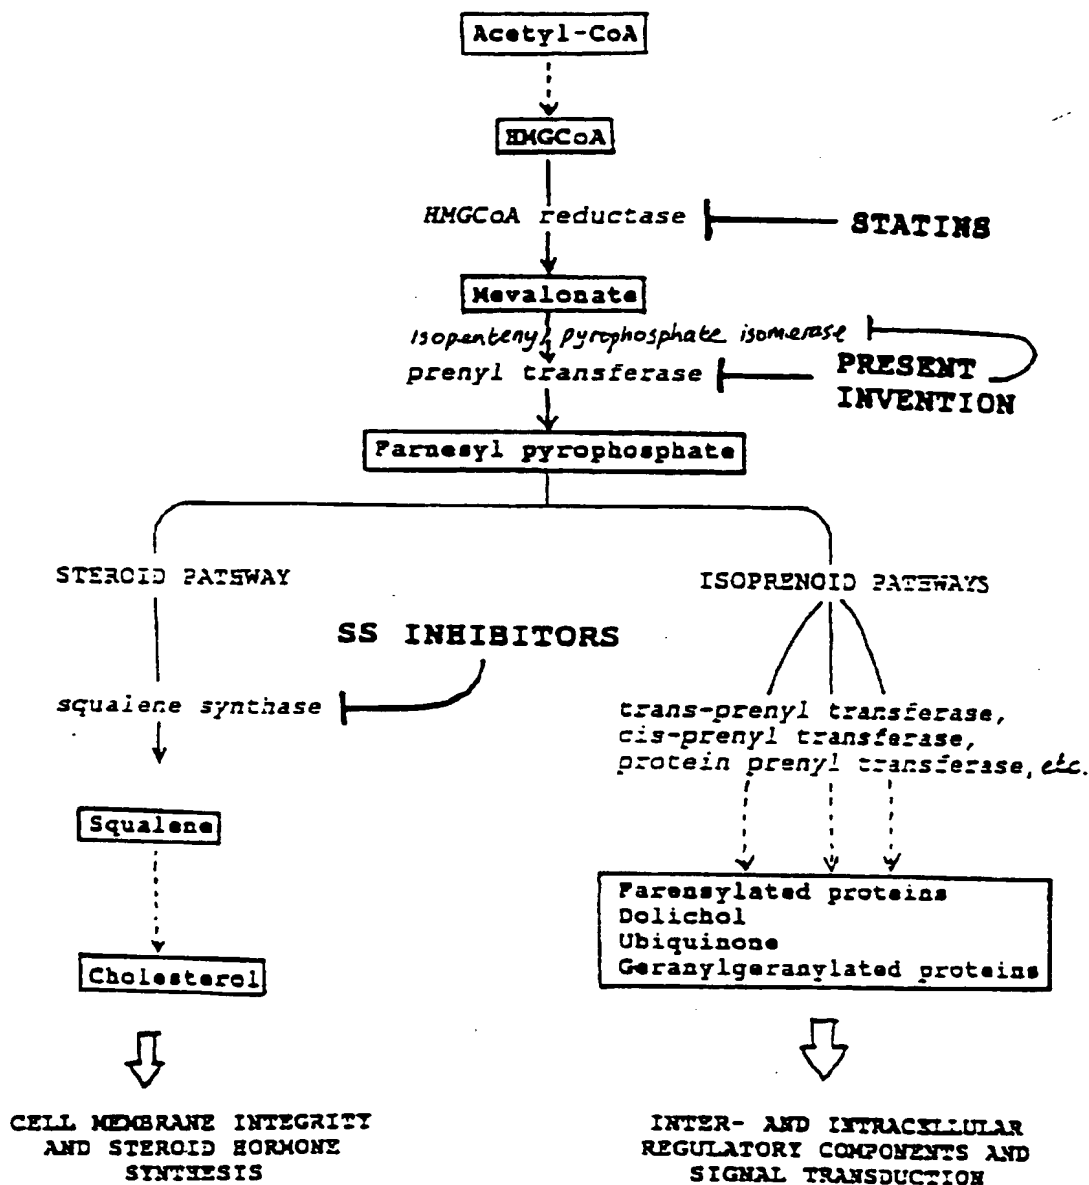 Acetyl-CoA
HMGCoA
HMGCoA reductase
STATINS
Mevalonate
isopentenyl pyrophosphate isomerase
prenyl transferase
PRESENT
INVENTION
Farnesyl pyrophosphate
STEROID PATHWAY
ISOPRENOID PATHWAYS
SS INHIBITORS
squalene synthase
trans-prenyl transferase,
cis-prenyl transferase,
protein prenyl transferase, etc.
Squalene
Farensylated proteins
Dolichol
Ubiquinone
Geranylgeranylated proteins
Cholesterol
CELL MEMBRANE INTEGRITY
AND STEROID HORMONE
SYNTHESIS
INTER- AND INTRACELLULAR
REGULATORY COMPONENTS AND
SIGNAL TRANSDUCTION